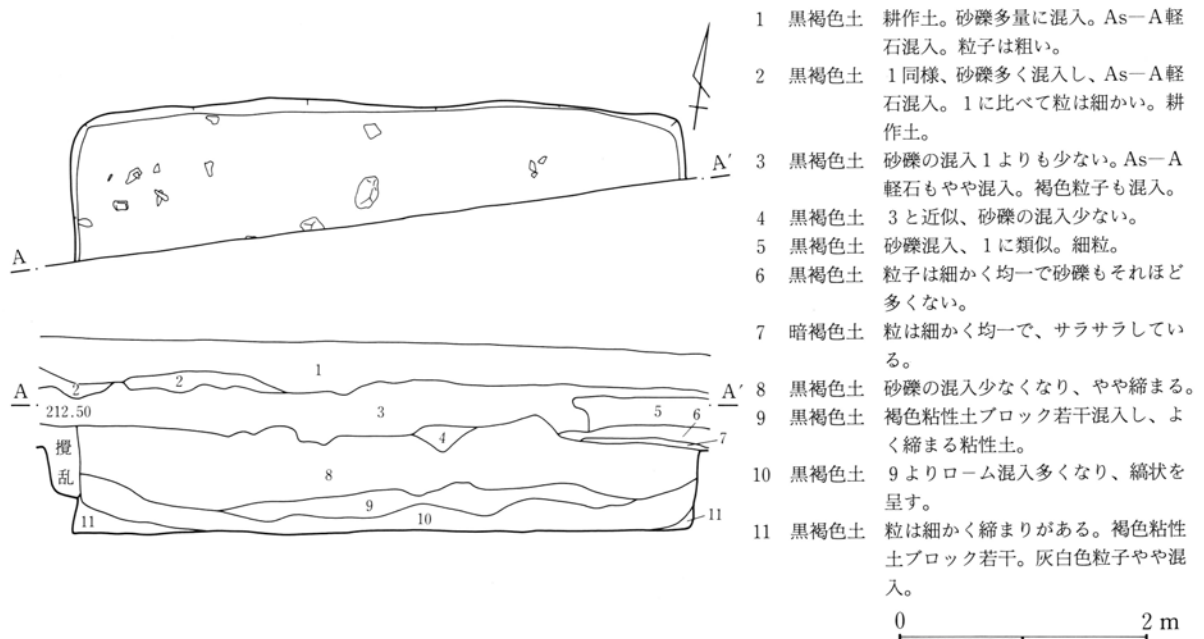 1 黒褐色土 耕作土。砂礫多量に混入。As―A軽
石混入。粒子は粗い。
2 黒褐色土 1同様、砂礫多く混入し、As―A軽
石混入。1に比べて粒は細かい。耕
作土。
3 黒褐色土 砂礫の混入1よりも少ない。As―A
軽石もやや混入。褐色粒子も混入。
4 黒褐色土 3と近似、砂礫の混入少ない。
5 黒褐色土 砂礫混入、1に類似。細粒。
6 黒褐色土 粒子は細かく均一で砂礫もそれほど
多くない。
7 暗褐色土 粒は細かく均一で、サラサラしてい
る。
8 黒褐色土 砂礫の混入少なくなり、やや締まる。
9 黒褐色土 褐色粘性土ブロック若干混入し、よ
く締まる粘性土。
10 黒褐色土 9よりローム混入多くなり、縞状を
呈す。
11 黒褐色土 粒は細かく締まりがある。褐色粘性
土ブロック若干。灰白色粒子やや混
入。
A
A′
A
A′
212.50
攪乱
1
2
2
3
4
5
6
7
8
9
10
11
11
0
2 m